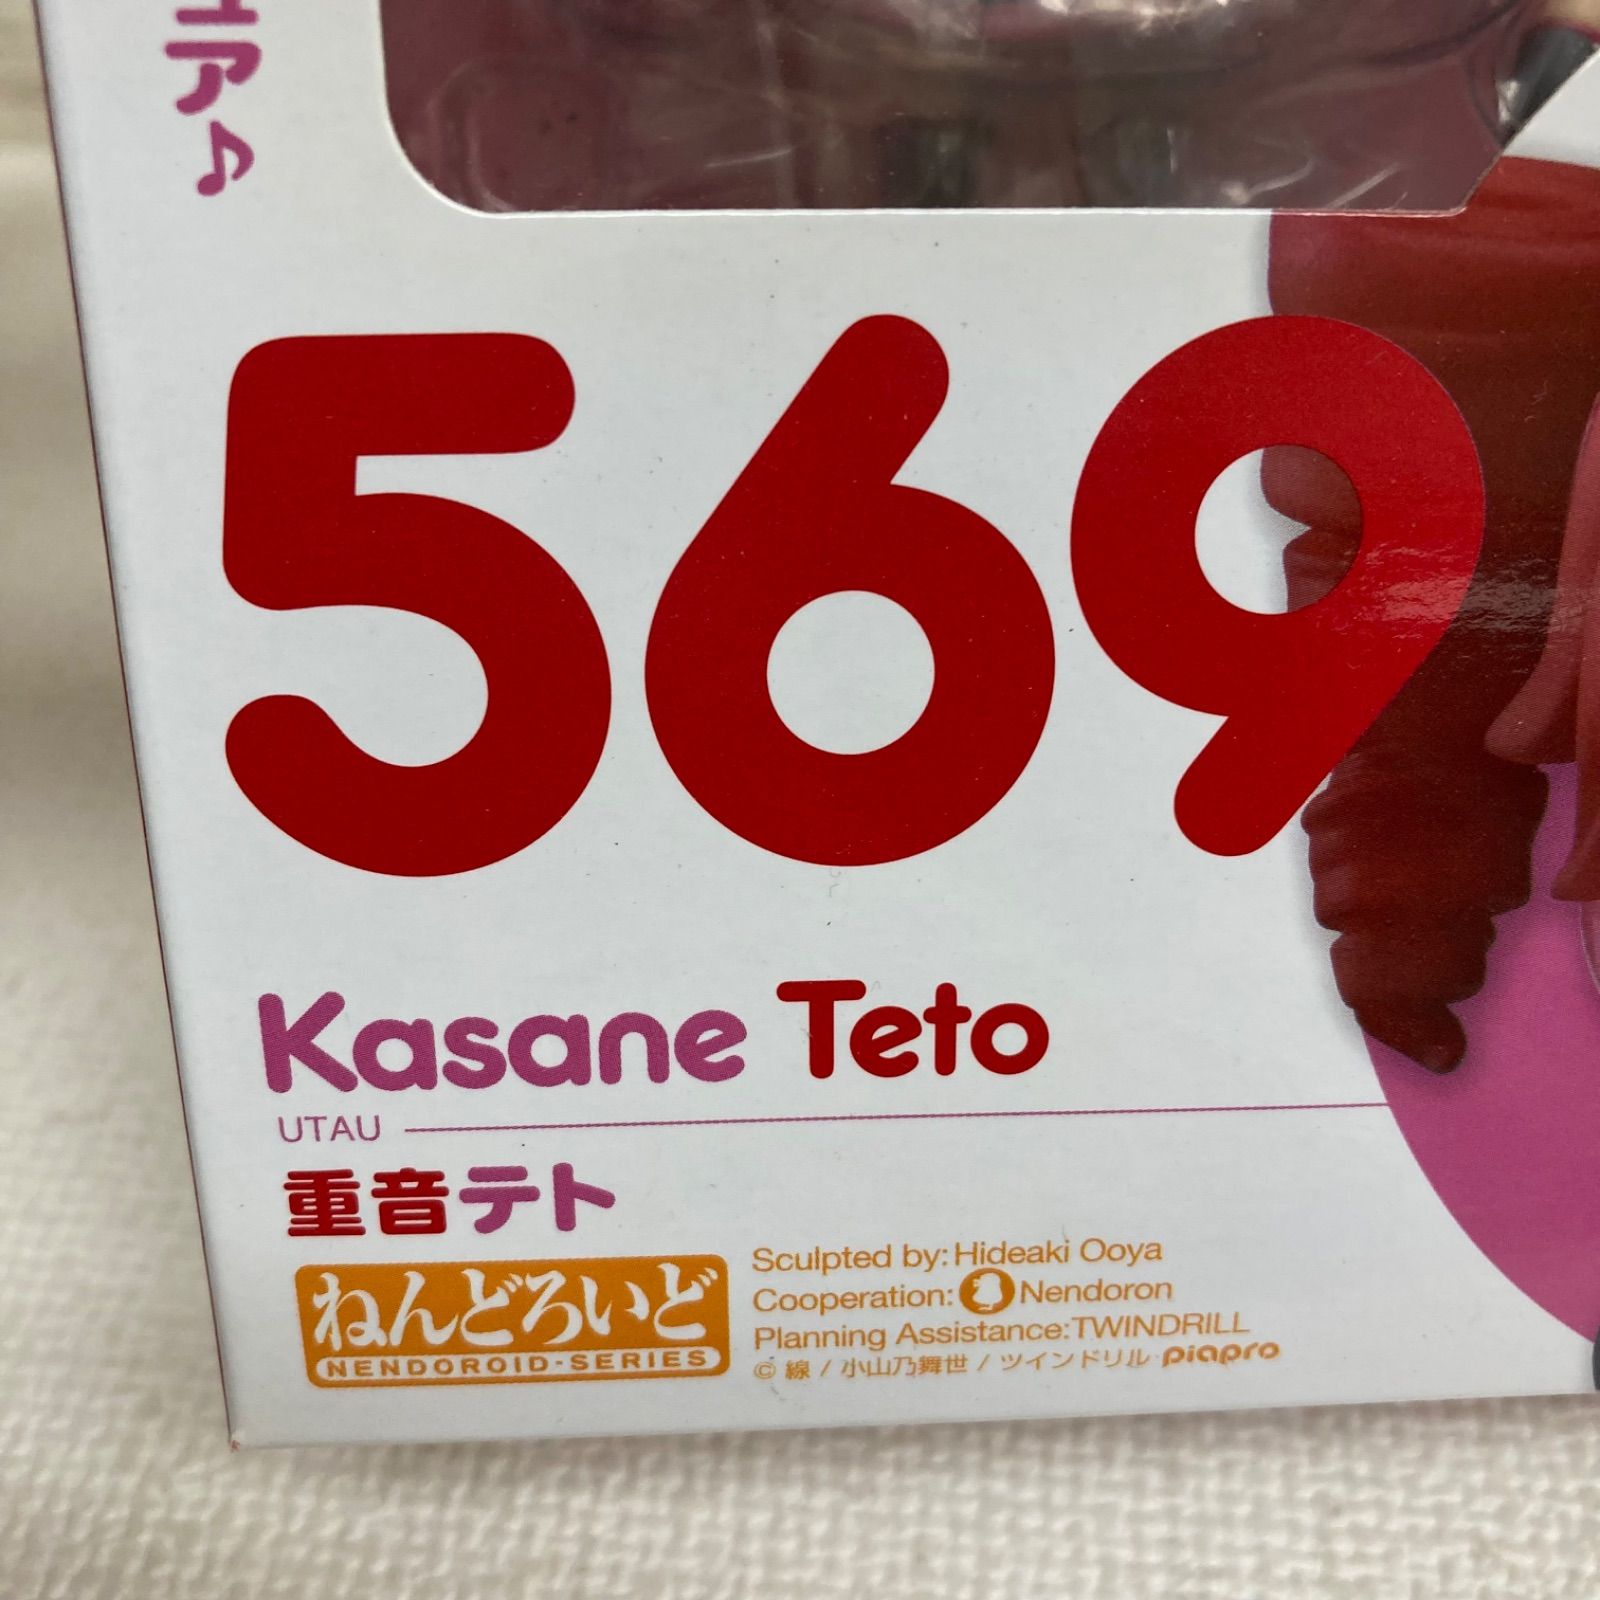 ェア♪
569
Kasane Teto
UTAU
重音テト
ねんどろいど
NENDOROID·SERIES
Sculpted by: Hideaki Ooya
Cooperation: Nendoron
Planning Assistance:TWINDRILL
© 線 / 小山乃舞世 / ツインドリル piapro